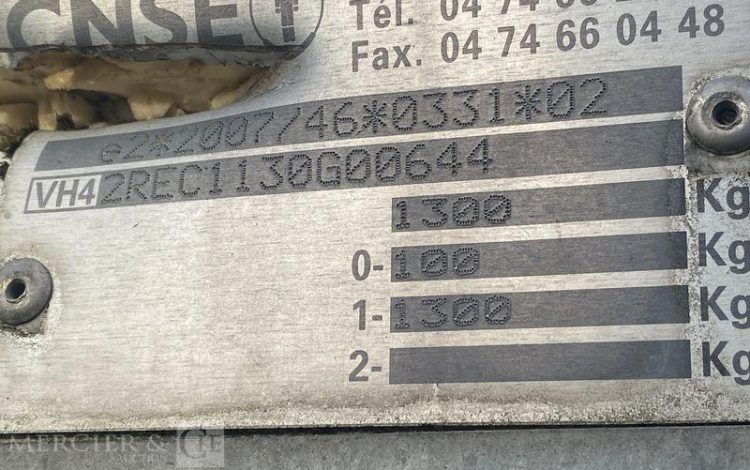 CNSE
Tél. 04 74 66
Fax. 04 74 66 04 48
e2*2007/46*0331*02
VH4 2REC1130G00644
1300 Kg
0- 100 Kg
1- 1300 Kg
2- Kg
MERCIER &